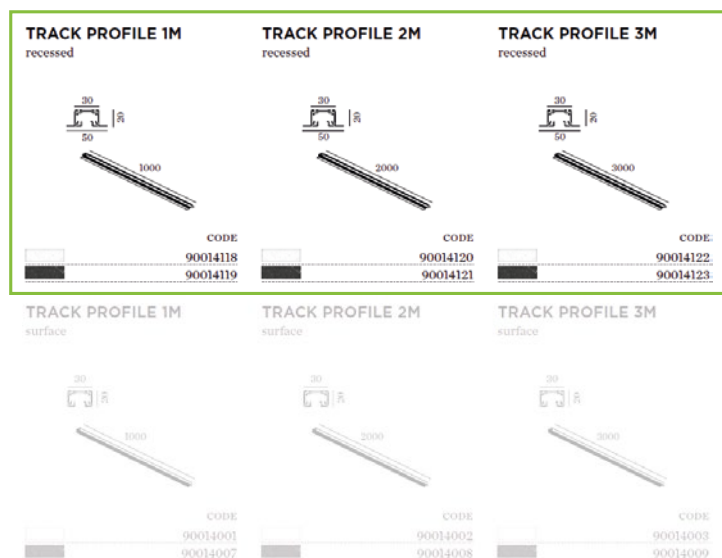 TRACK PROFILE 1M
recessed
30
20
50
1000
CODE
90014118
90014119
TRACK PROFILE 2M
recessed
30
20
50
2000
CODE
90014120
90014121
TRACK PROFILE 3M
recessed
30
20
50
3000
CODE
90014122
90014123
TRACK PROFILE 1M
surface
30
20
1000
CODE
90014001
90014007
TRACK PROFILE 2M
surface
30
20
2000
CODE
90014002
90014008
TRACK PROFILE 3M
surface
30
20
3000
CODE
90014003
90014009